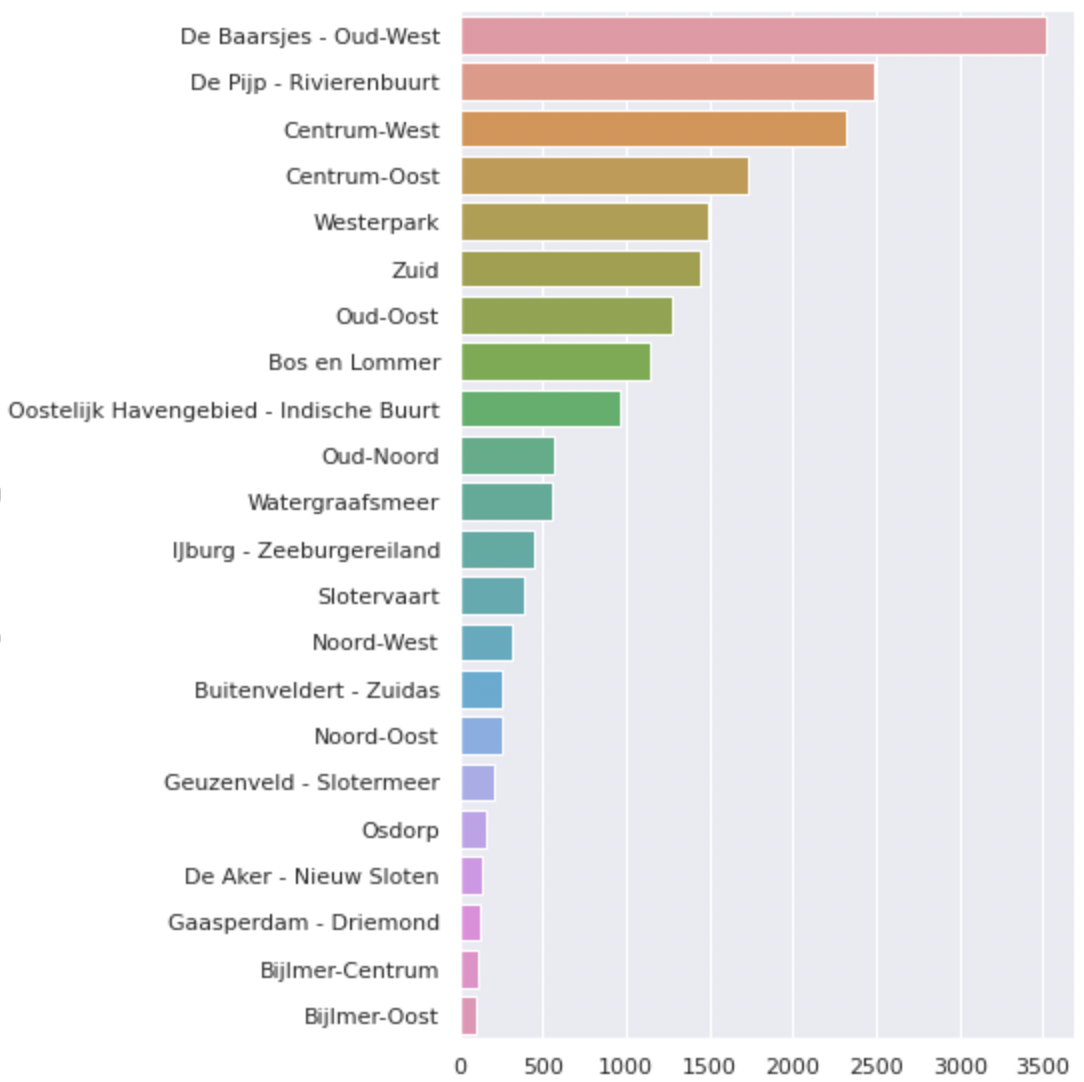 De Baarsjes - Oud-West
De Pijp - Rivierenbuurt
Centrum-West
Centrum-Oost
Westerpark
Zuid
Oud-Oost
Bos en Lommer
Oostelijk Havengebied - Indische Buurt
Oud-Noord
Watergraafsmeer
IJburg - Zeeburgereiland
Slotervaart
Noord-West
Buitenveldert - Zuidas
Noord-Oost
Geuzenveld - Slotermeer
Osdorp
De Aker - Nieuw Sloten
Gaasperdam - Driemond
Bijlmer-Centrum
Bijlmer-Oost
0 500 1000 1500 2000 2500 3000 3500